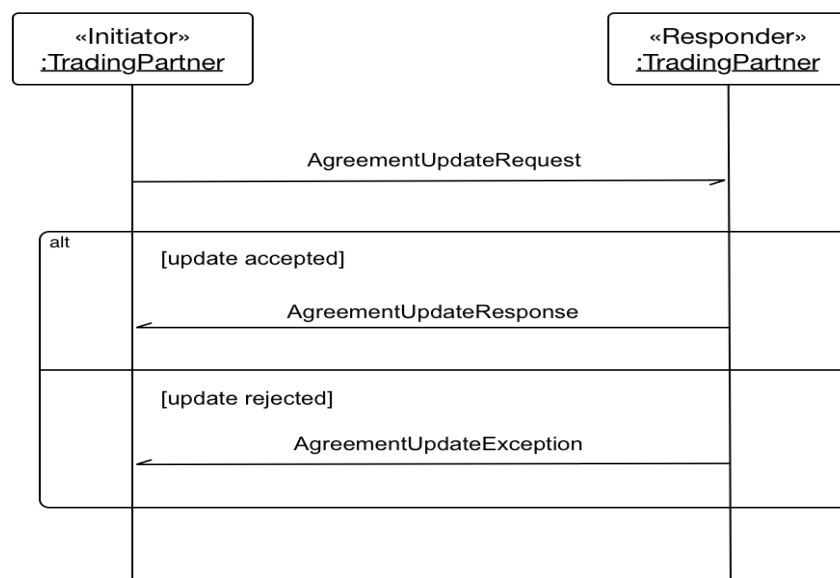 «Initiator»
:TradingPartner
«Responder»
:TradingPartner
AgreementUpdateRequest
alt
[update accepted]
AgreementUpdateResponse
[update rejected]
AgreementUpdateException